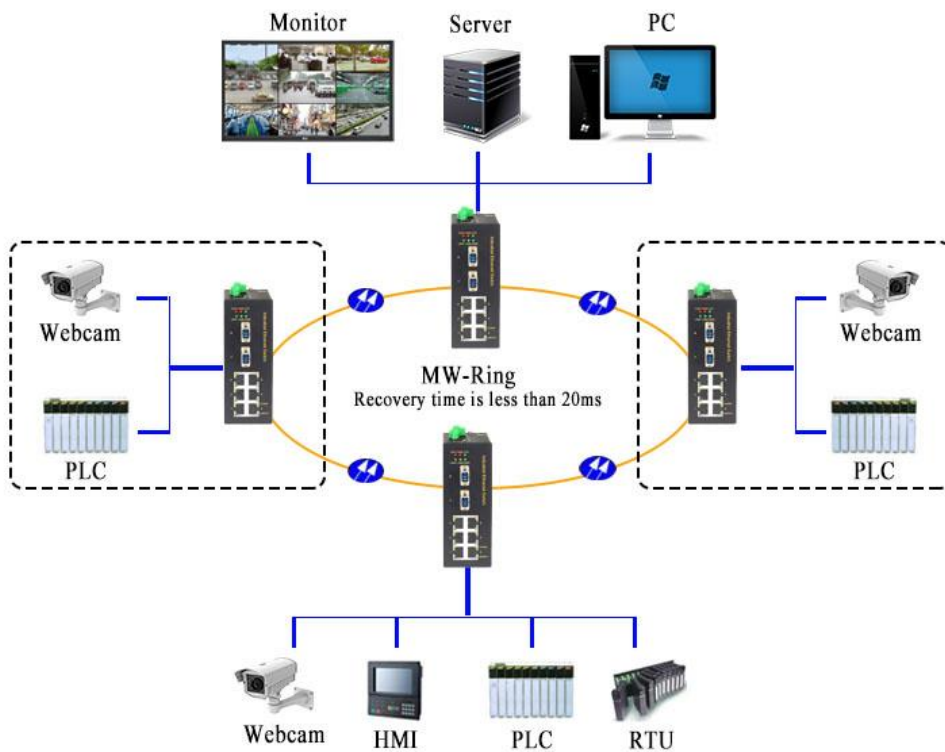 Monitor
Server
PC
Webcam
Webcam
MW-Ring
Recovery time is less than 20ms
PLC
PLC
Webcam
HMI
PLC
RTU